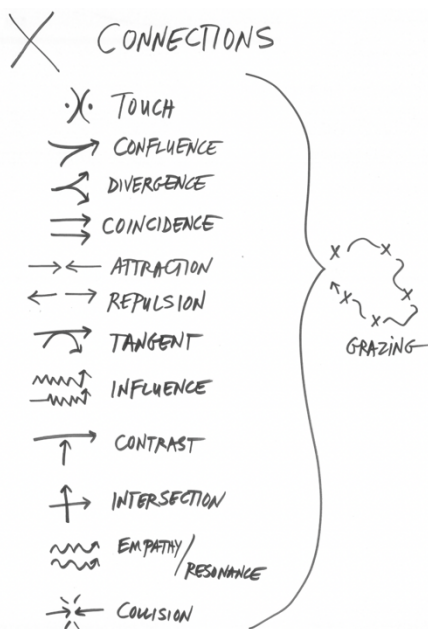 X CONNECTIONS
TOUCH
CONFLUENCE
DIVERGENCE
COINCIDENCE
ATTRACTION
REPULSION
TANGENT
INFLUENCE
CONTRAST
INTERSECTION
EMPATHY/
RESONANCE
COLLISION
GRAZING